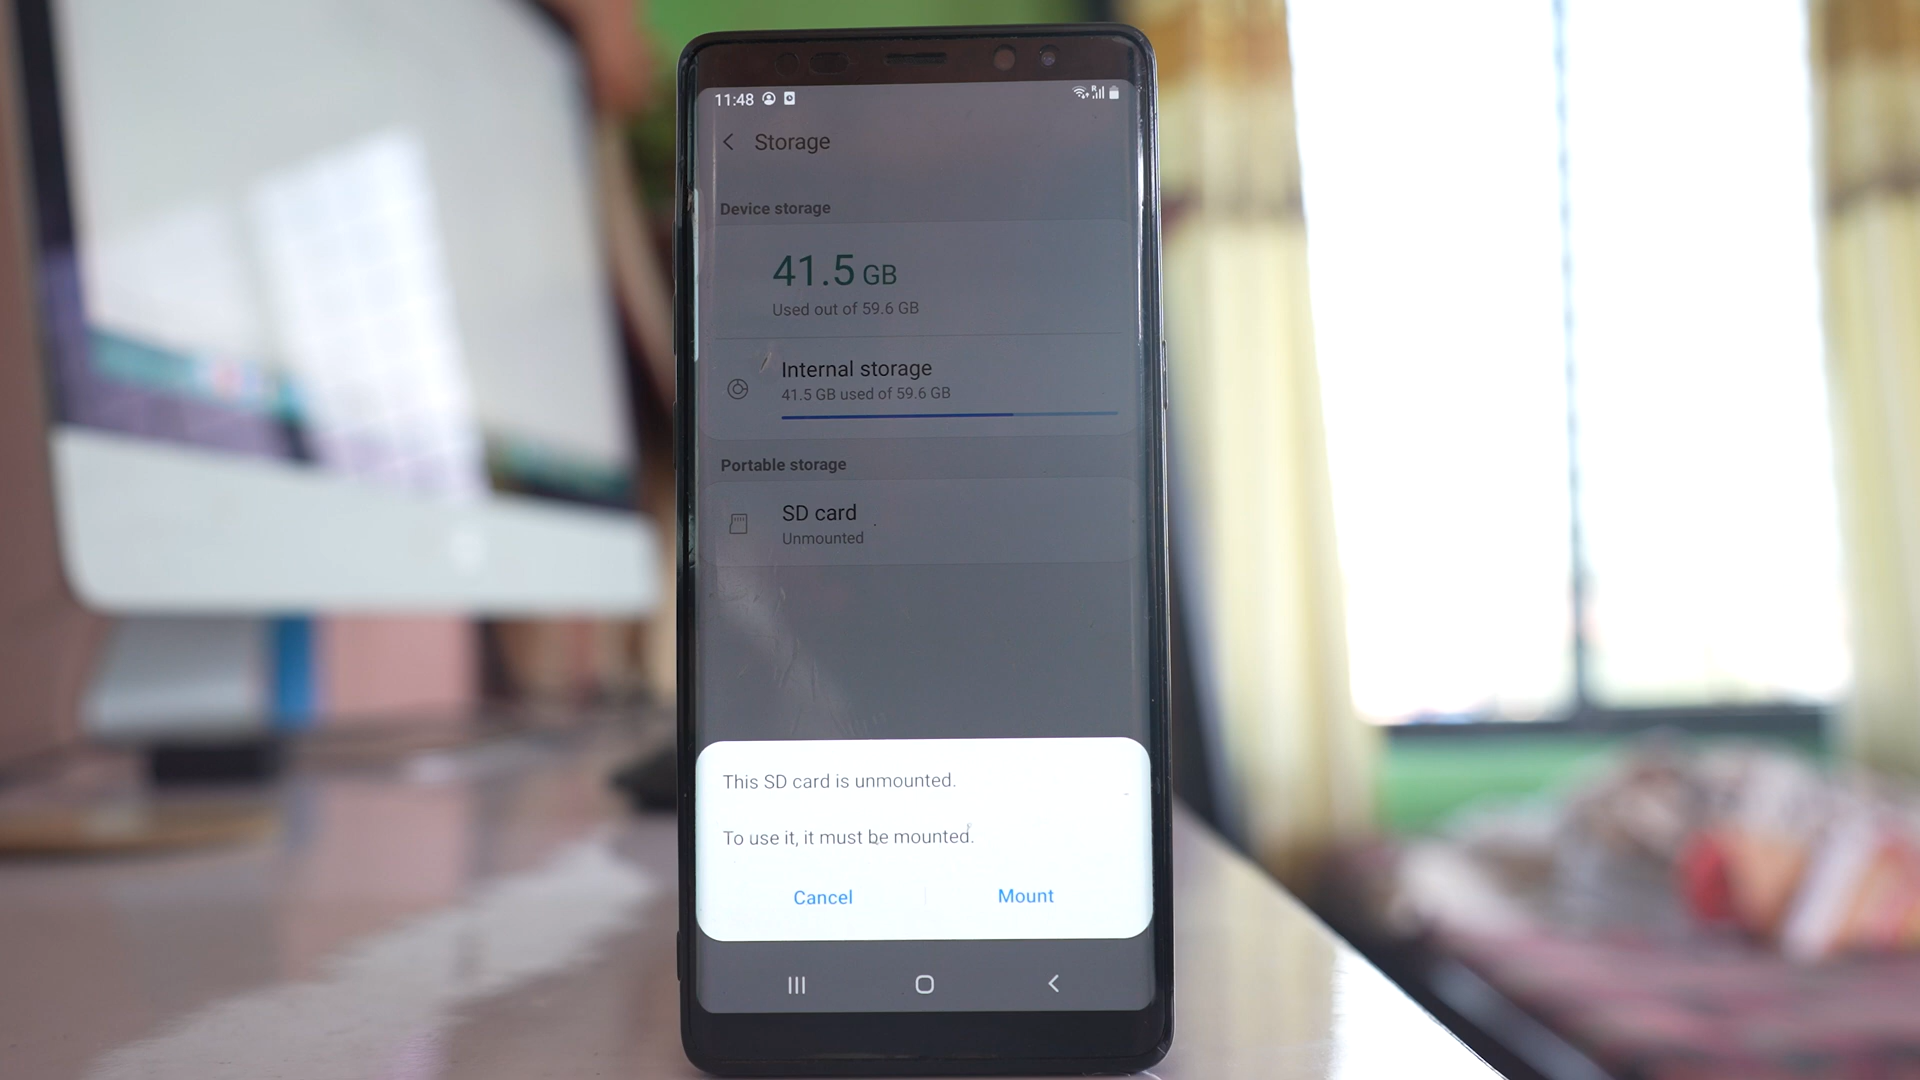 11:48
Storage
Device storage
41.5 GB
Used out of 59.6 GB
Internal storage
41.5 GB used of 59.6 GB
Portable storage
SD card
Unmounted
This SD card is unmounted.
To use it, it must be mounted.
Cancel
Mount